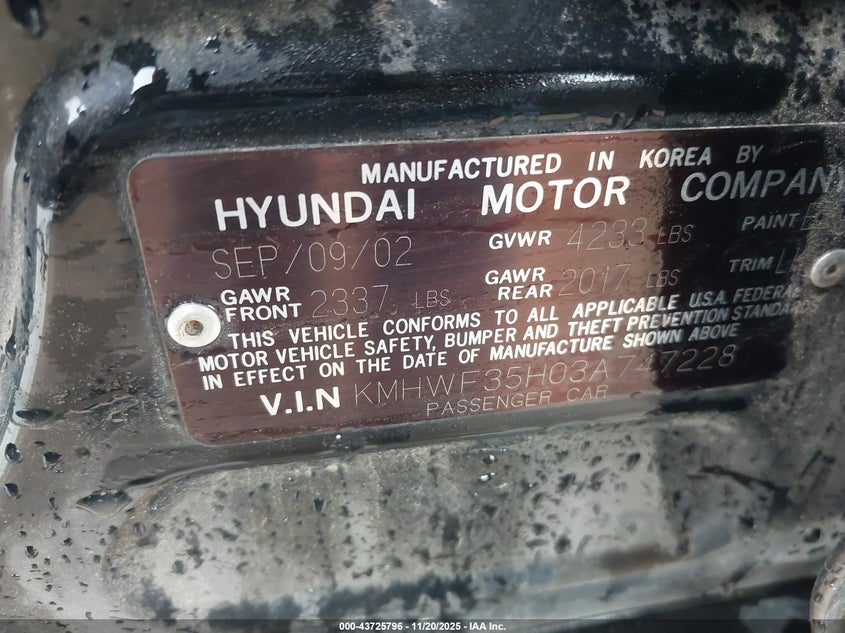 MANUFACTURED IN KOREA BY
HYUNDAI MOTOR COMPANY
SEP/09/02 GVWR 4233 LBS PAINT
GAWR FRONT 2337 LBS GAWR REAR 2017 LBS TRIM
THIS VEHICLE CONFORMS TO ALL APPLICABLE U.S.A. FEDERAL
MOTOR VEHICLE SAFETY, BUMPER AND THEFT PREVENTION STANDARDS
IN EFFECT ON THE DATE OF MANUFACTURE SHOWN ABOVE
V.I.N KMHWF35H03A747228
PASSENGER CAR
000-43725796 - 11/20/2025 - IAA Inc.